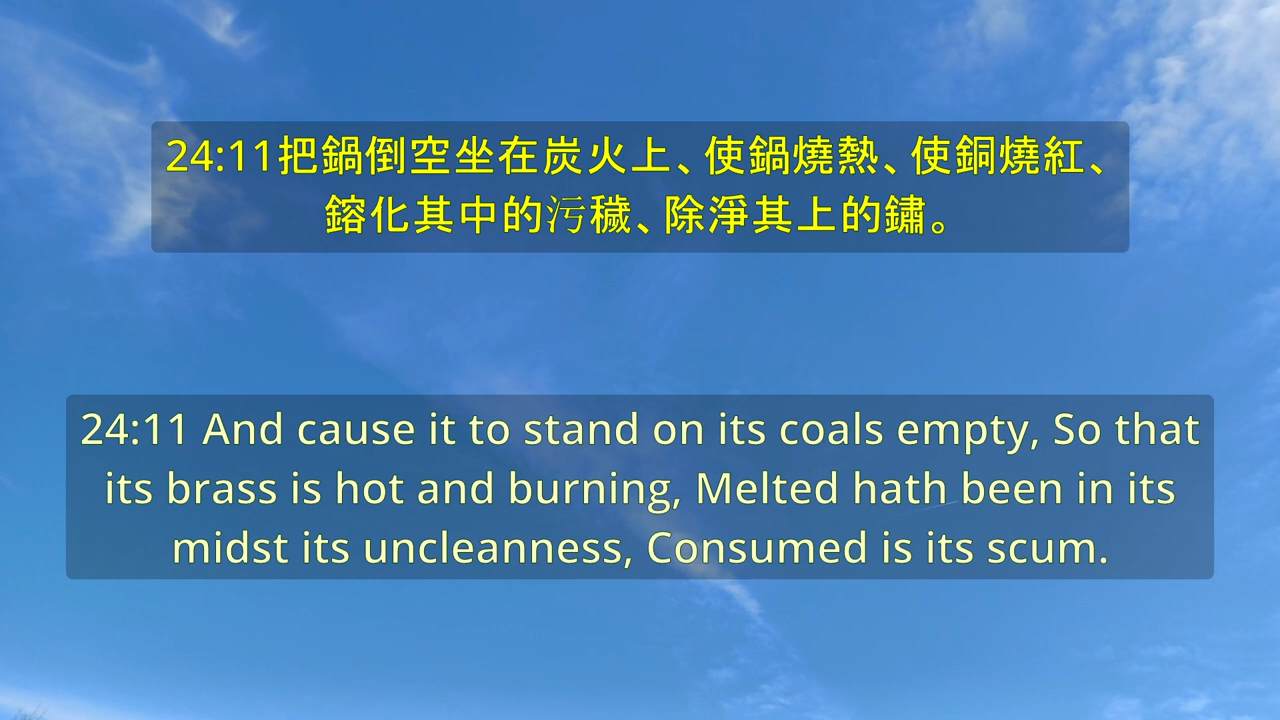 24:11把鍋倒空坐在炭火上、使鍋燒熱、使銅燒紅、
鎔化其中的污穢、除淨其上的鏽。
24:11 And cause it to stand on its coals empty, So that
its brass is hot and burning, Melted hath been in its
midst its uncleanness, Consumed is its scum.